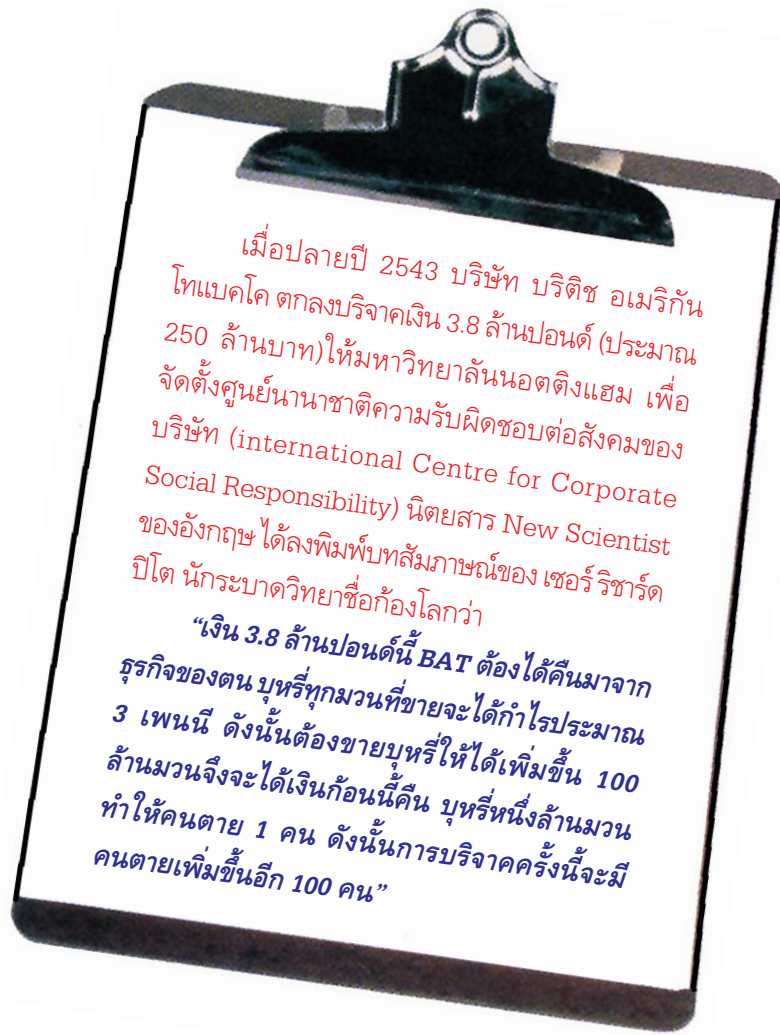 เมื่อปลายปี 2543 บริษัท บริติช อเมริกัน
โทแบคโค ตกลงบริจาคเงิน 3.8 ล้านปอนด์ (ประมาณ
250 ล้านบาท)ให้มหาวิทยาลันนอตติงแฮม เพื่อ
จัดตั้งศูนย์นานาชาติความรับผิดชอบต่อสังคมของ
บริษัท (international Centre for Corporate
Social Responsibility) นิตยสาร New Scientist
ของอังกฤษ ได้ลงพิมพ์บทสัมภาษณ์ของ เซอร์ ริชาร์ด
ปิโต นักระบาดวิทยาชื่อก้องโลกว่า
“เงิน 3.8 ล้านปอนด์นี้ BAT ต้องได้คืนมาจาก
ธุรกิจของตน บุหรี่ทุกมวนที่ขายจะได้กำไรประมาณ
3 เพนนี ดังนั้นต้องขายบุหรี่ให้ได้เพิ่มขึ้น 100
ล้านมวนจึงจะได้เงินก้อนนี้คืน บุหรี่หนึ่งล้านมวน
ทำให้คนตาย 1 คน ดังนั้นการบริจาคครั้งนี้จะมี
คนตายเพิ่มขึ้นอีก 100 คน”